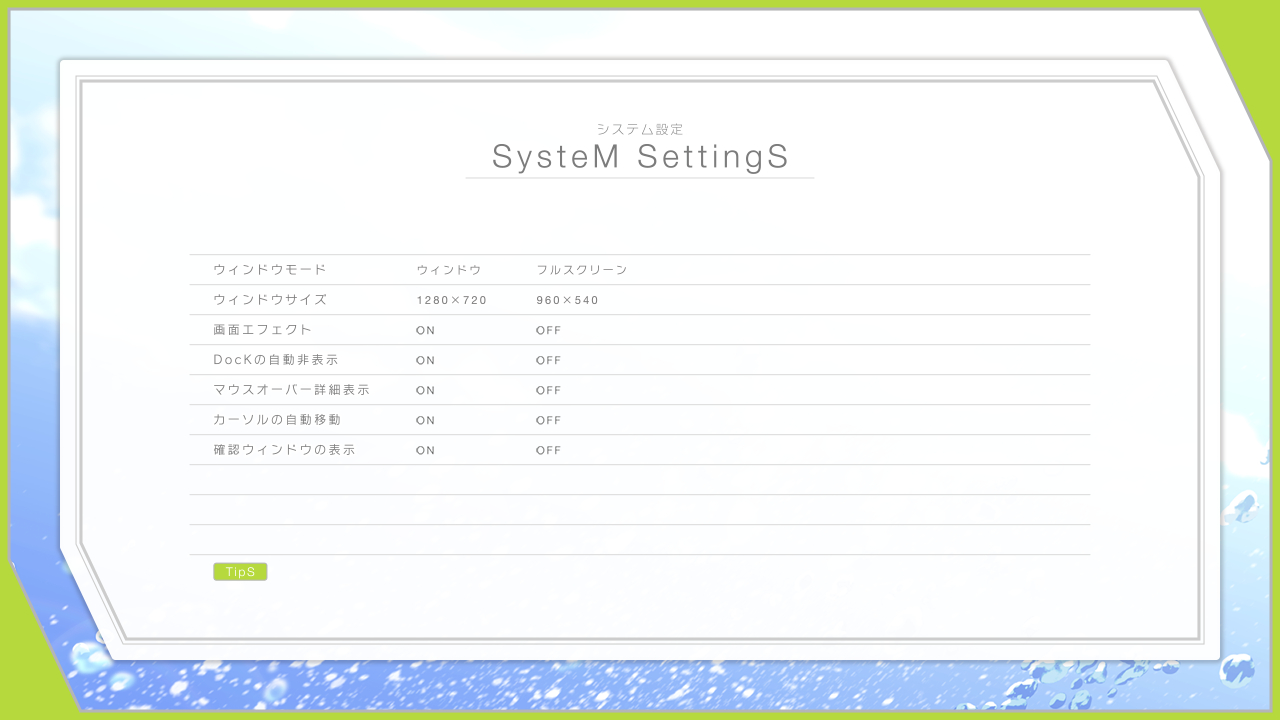 システム設定
SysteM SettingS
ウィンドウモード ウィンドウ フルスクリーン
ウィンドウサイズ 1280×720 960×540
画面エフェクト ON OFF
DocKの自動非表示 ON OFF
マウスオーバー詳細表示 ON OFF
カーソルの自動移動 ON OFF
確認ウィンドウの表示 ON OFF
TipS